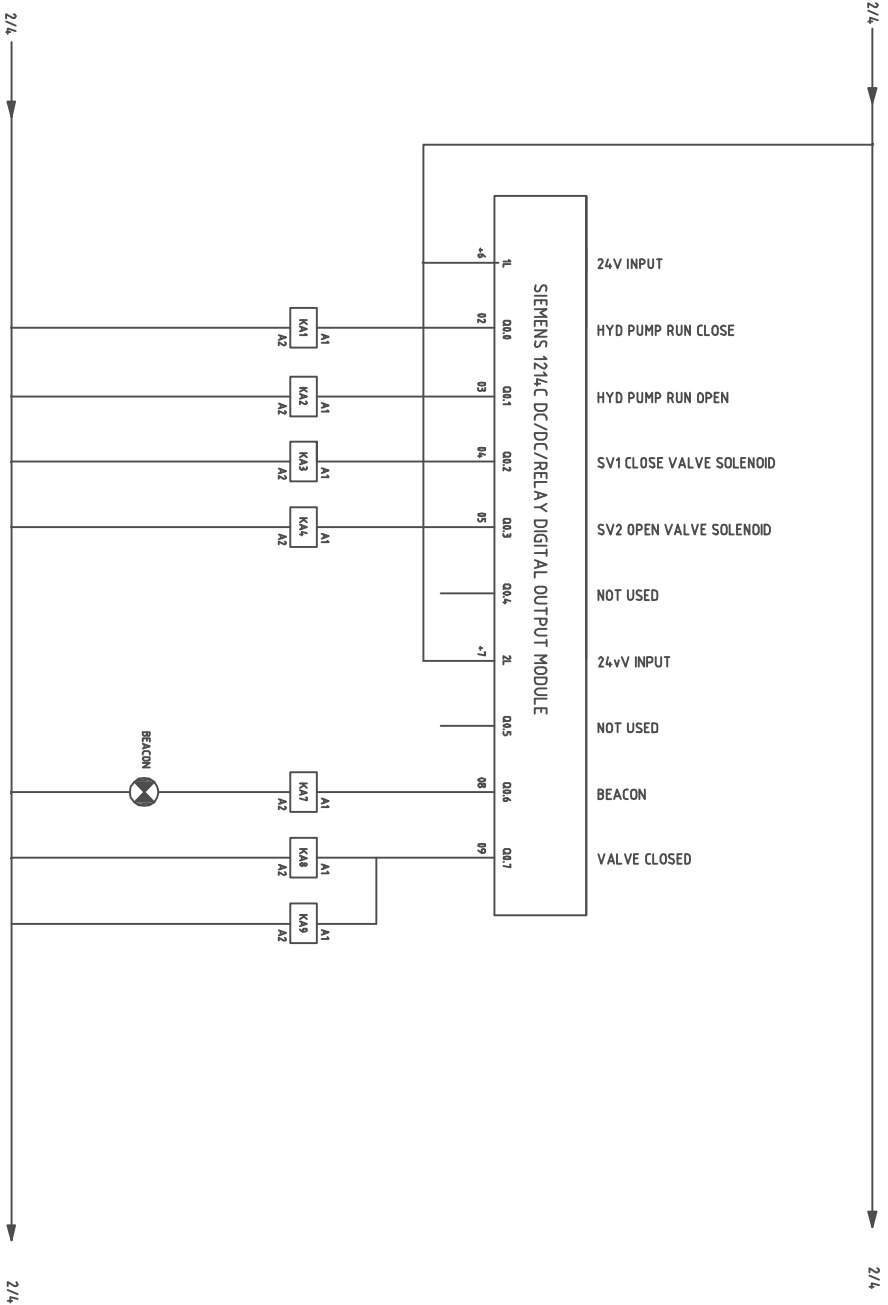 2/4
2/4
+6
1L
24V INPUT
KA1
A1
A2
02
Q0.0
HYD PUMP RUN CLOSE
KA2
A1
A2
03
Q0.1
HYD PUMP RUN OPEN
KA3
A1
A2
04
Q0.2
SV1 CLOSE VALVE SOLENOID
KA4
A1
A2
05
Q0.3
SV2 OPEN VALVE SOLENOID
Q0.4
NOT USED
+7
2L
24vV INPUT
Q0.5
NOT USED
BEACON
KA7
A1
A2
08
Q0.6
BEACON
KA8
A1
A2
09
Q0.7
VALVE CLOSED
KA9
A1
A2
SIEMENS 1214C DC/DC/RELAY DIGITAL OUTPUT MODULE
2/4
2/4